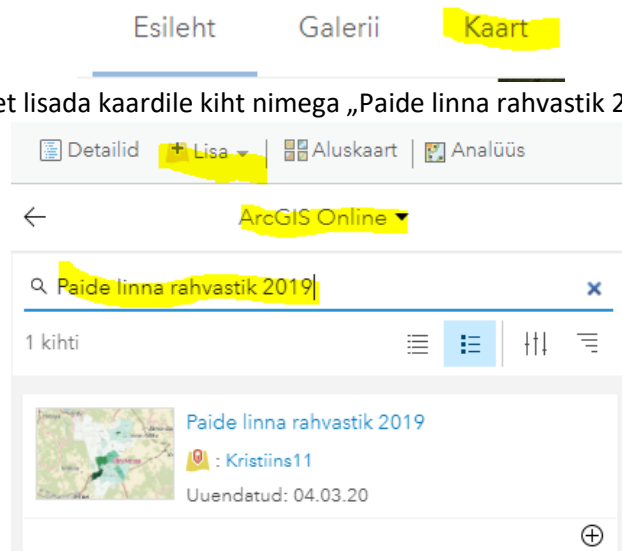 Esileht Galerii Kaart
et lisada kaardile kiht nimega „Paide linna rahvastik 2
Detailid Lisa Aluskaart Analüüs
ArcGIS Online
Paide linna rahvastik 2019
1 kihti
Paide linna rahvastik 2019
: Kristiins11
Uuendatud: 04.03.20